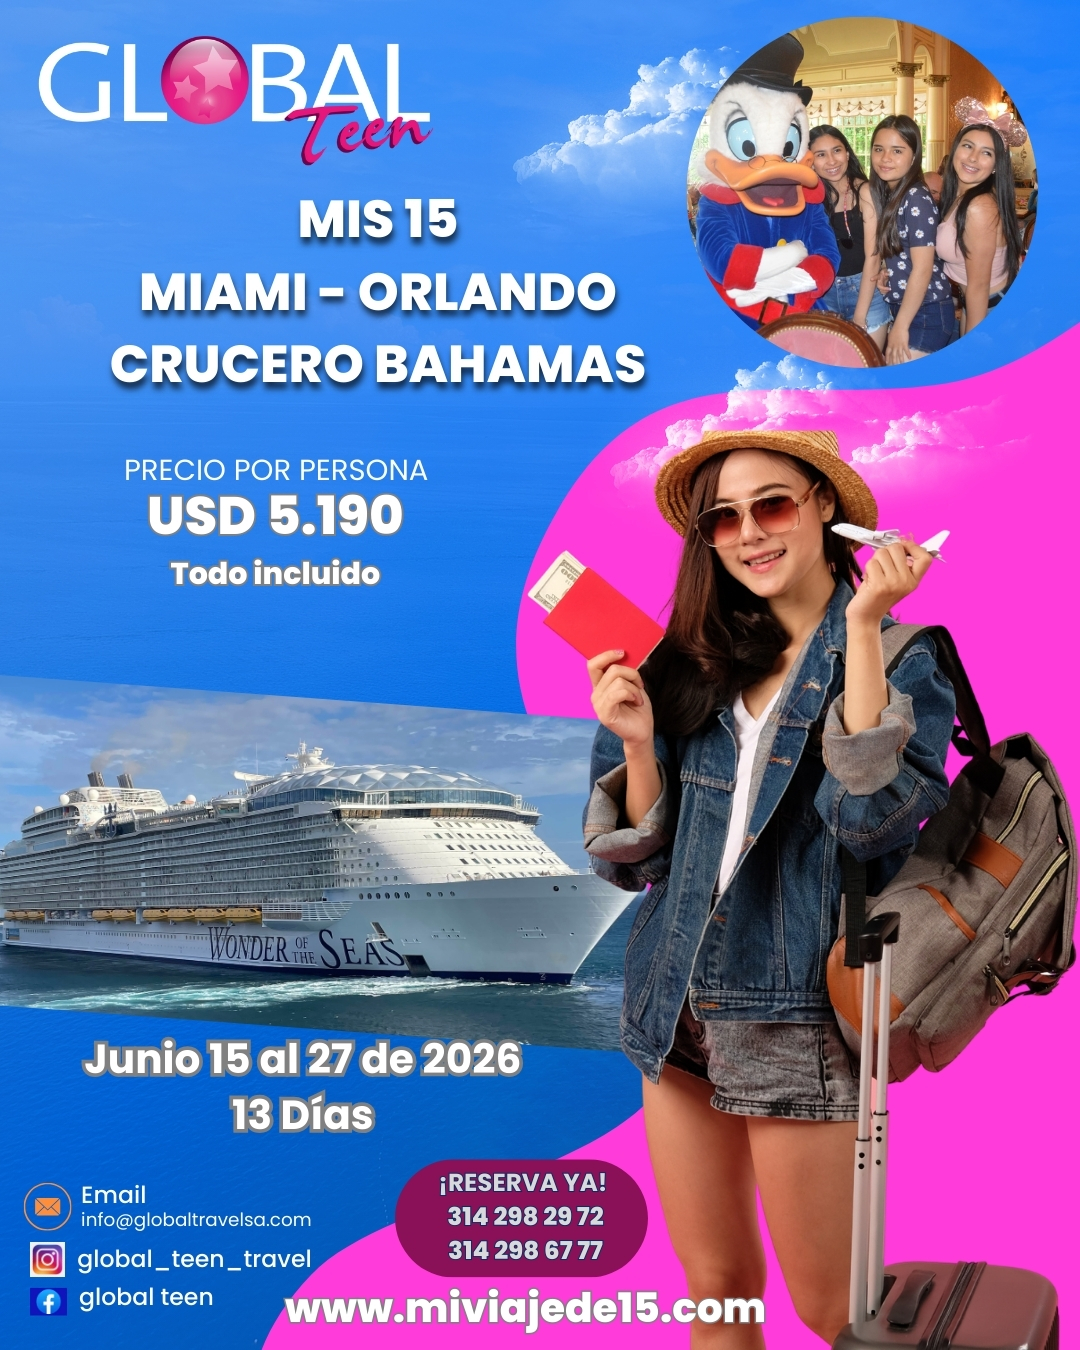 GLOBAL
Teen
MIS 15
MIAMI - ORLANDO
CRUCERO BAHAMAS
PRECIO POR PERSONA
USD 5.190
Todo incluido
WONDER OF THE SEAS
Junio 15 al 27 de 2026
13 Días
Email
info@globaltravelsa.com
global_teen_travel
global teen
¡RESERVA YA!
314 298 29 72
314 298 67 77
www.miviajede15.com